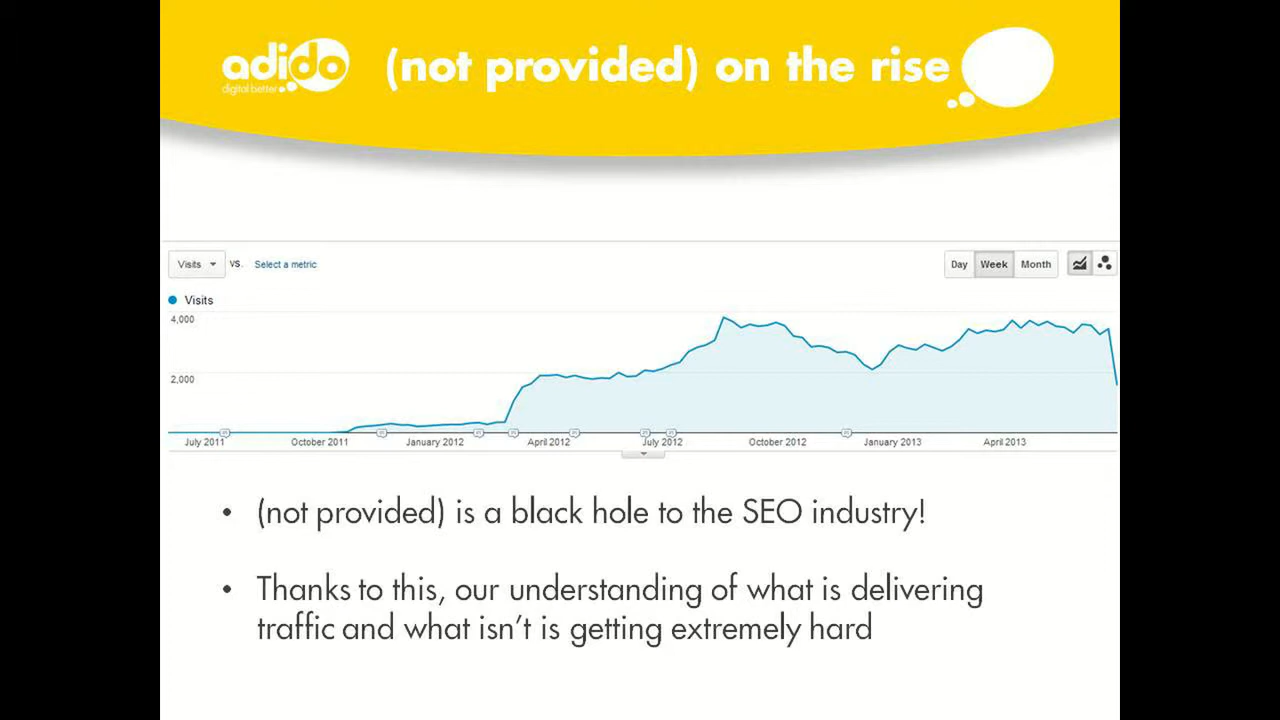 adido
digital better
(not provided) on the rise
Visits vs. Select a metric
Day Week Month
Visits
4,000
2,000
July 2011 October 2011 January 2012 April 2012 July 2012 October 2012 January 2013 April 2013
• (not provided) is a black hole to the SEO industry!
• Thanks to this, our understanding of what is delivering
traffic and what isn't is getting extremely hard